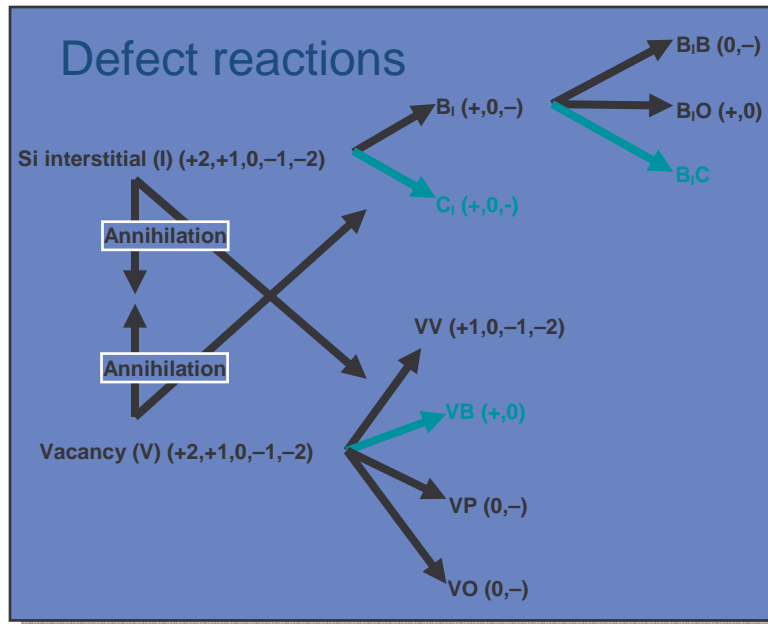 Defect reactions
BᵢB (0,–)
Bᵢ (+,0,–)
BᵢO (+,0)
Si interstitial (I) (+2,+1,0,–1,–2)
BᵢC
Cᵢ (+,0,-)
Annihilation
VV (+1,0,–1,–2)
Annihilation
VB (+,0)
Vacancy (V) (+2,+1,0,–1,–2)
VP (0,–)
VO (0,–)